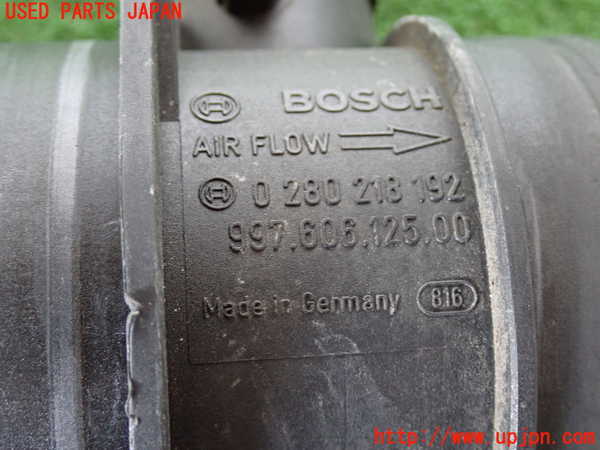 USED PARTS JAPAN
BOSCH
AIR FLOW
0 280 218 192
997.606.125.00
Made in Germany 816
http://www.upjpn.com